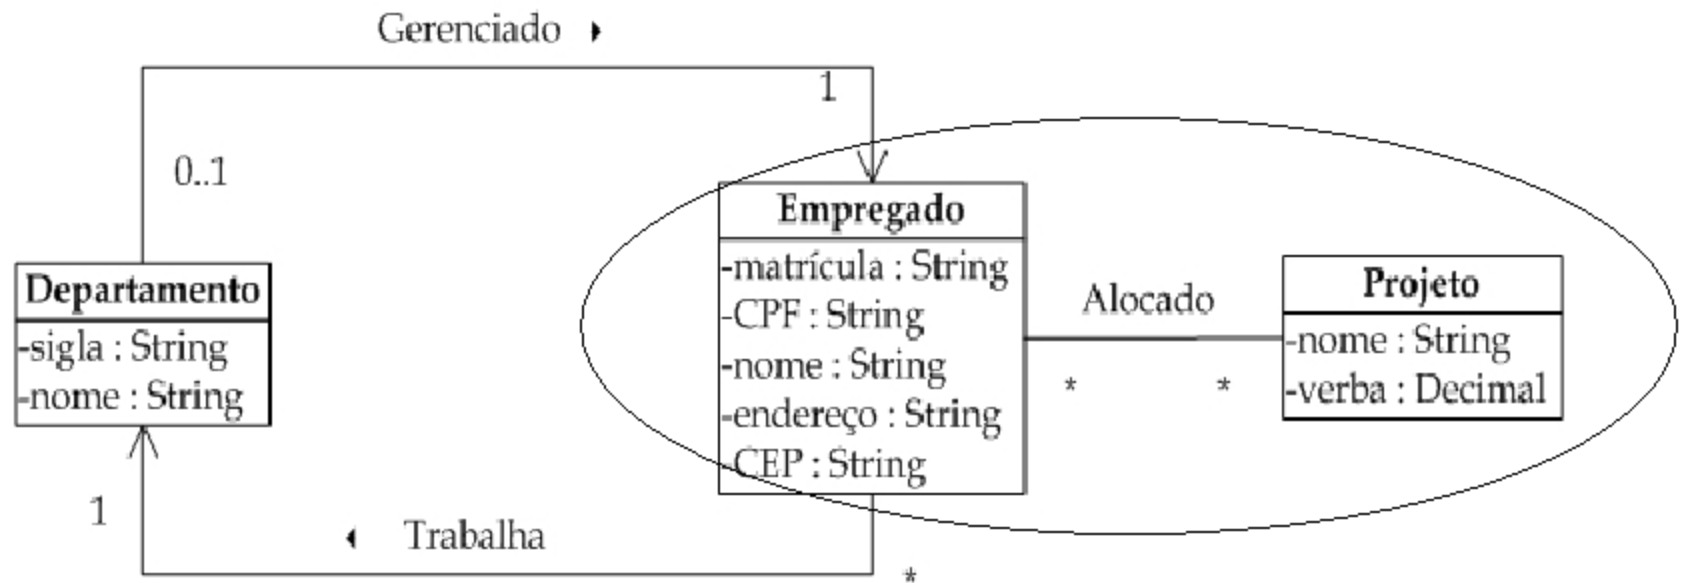 Gerenciado
1
0..1
Departamento
-sigla : String
-nome : String
Empregado
-matrícula : String
-CPF : String
-nome : String
-endereço : String
-CEP : String
Alocado
*
*
Projeto
-nome : String
-verba : Decimal
1
Trabalha
*